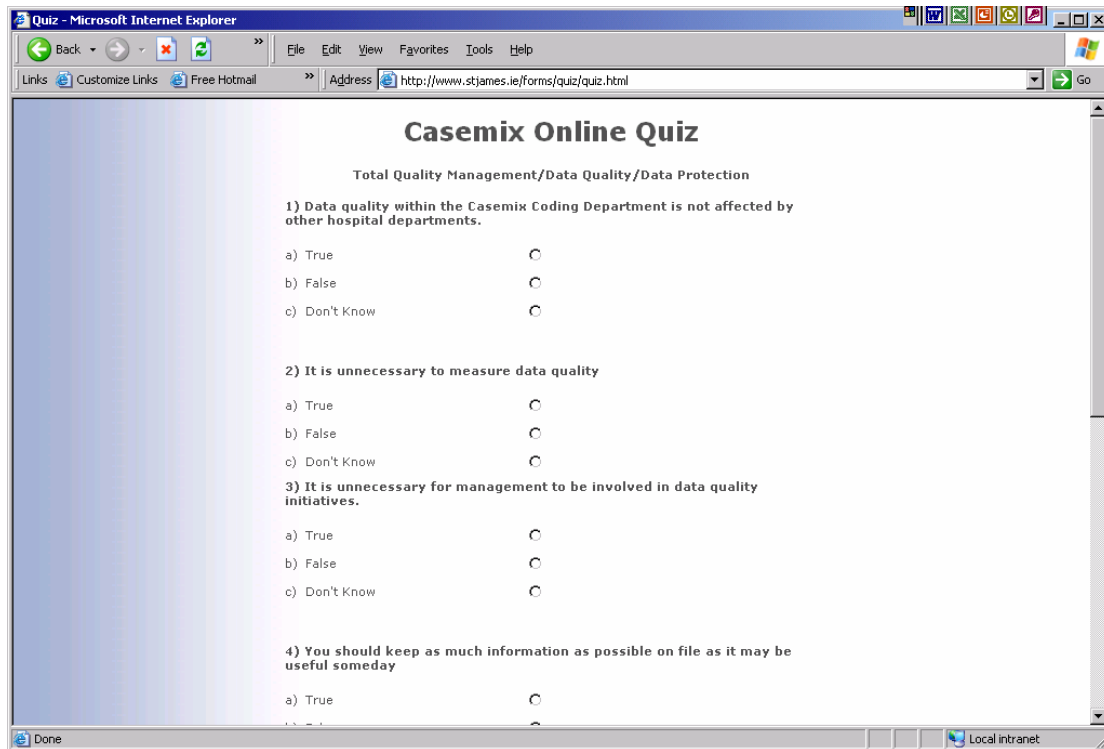 Quiz - Microsoft Internet Explorer
Back
File Edit View Favorites Tools Help
Links Customize Links Free Hotmail Address http://www.stjames.ie/forms/quiz/quiz.html Go
Casemix Online Quiz
Total Quality Management/Data Quality/Data Protection
1) Data quality within the Casemix Coding Department is not affected by
other hospital departments.
a) True
b) False
c) Don't Know
2) It is unnecessary to measure data quality
a) True
b) False
c) Don't Know
3) It is unnecessary for management to be involved in data quality
initiatives.
a) True
b) False
c) Don't Know
4) You should keep as much information as possible on file as it may be
useful someday
a) True
Done Local intranet